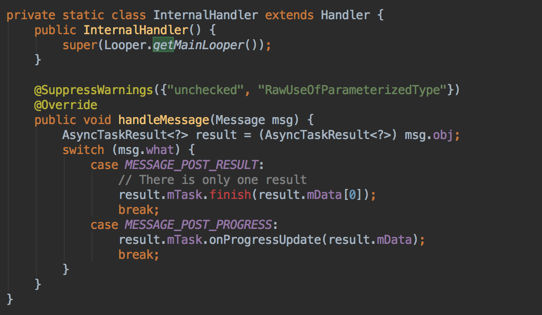 private static class InternalHandler extends Handler {
    public InternalHandler() {
        super(Looper.getMainLooper());
    }

    @SuppressWarnings({"unchecked", "RawUseOfParameterizedType"})
    @Override
    public void handleMessage(Message msg) {
        AsyncTaskResult<?> result = (AsyncTaskResult<?>) msg.obj;
        switch (msg.what) {
            case MESSAGE_POST_RESULT:
                // There is only one result
                result.mTask.finish(result.mData[0]);
                break;
            case MESSAGE_POST_PROGRESS:
                result.mTask.onProgressUpdate(result.mData);
                break;
        }
    }
}